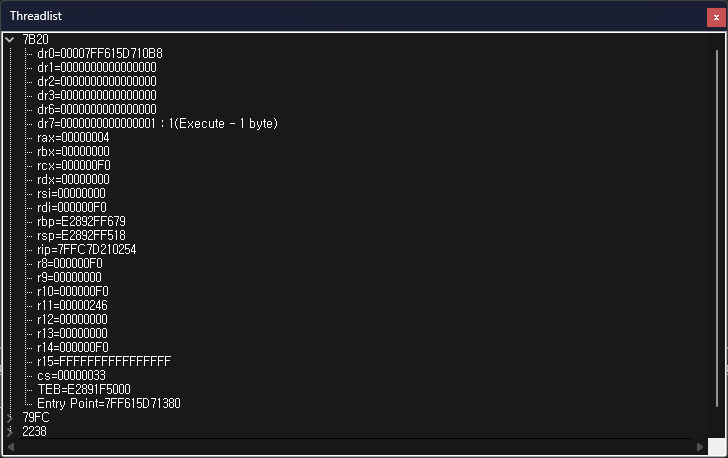 Threadlist
x
7B20
dr0=00007FF615D710B8
dr1=0000000000000000
dr2=0000000000000000
dr3=0000000000000000
dr6=0000000000000000
dr7=0000000000000001 : 1(Execute - 1 byte)
rax=00000004
rbx=00000000
rcx=000000F0
rdx=00000000
rsi=00000000
rdi=000000F0
rbp=E2892FF679
rsp=E2892FF518
rip=7FFC7D210254
r8=000000F0
r9=00000000
r10=000000F0
r11=00000246
r12=00000000
r13=00000000
r14=000000F0
r15=FFFFFFFFFFFFFFFF
cs=00000033
TEB=E2891F5000
Entry Point=7FF615D71380
79FC
2238